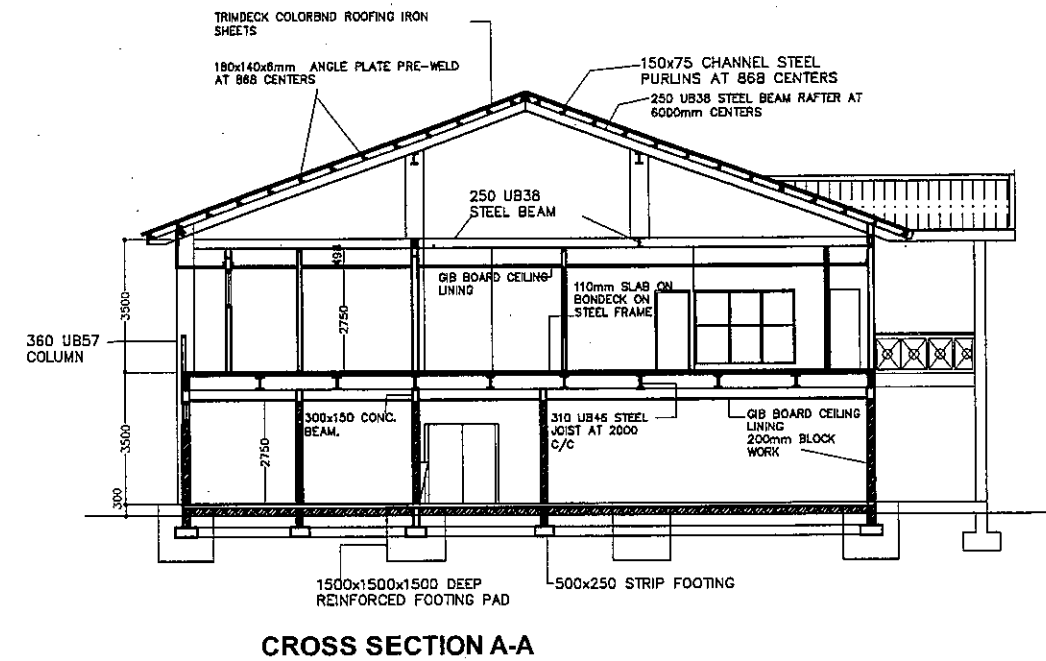 TRIMDECK COLORBND ROOFING IRON
SHEETS
180x140x8mm ANGLE PLATE PRE-WELD
AT 868 CENTERS
150x75 CHANNEL STEEL
PURLINS AT 868 CENTERS
250 UB38 STEEL BEAM RAFTER AT
6000mm CENTERS
250 UB38
STEEL BEAM
GIB BOARD CEILING
LINING
110mm SLAB ON
BONDECK ON
STEEL FRAME
498
2750
3500
360 UB57
COLUMN
300x150 CONC.
BEAM.
310 UB46 STEEL
JOIST AT 2000
C/C
GIB BOARD CEILING
LINING
200mm BLOCK
WORK
2750
3500
300
1500x1500x1500 DEEP
REINFORCED FOOTING PAD
500x250 STRIP FOOTING
CROSS SECTION A-A